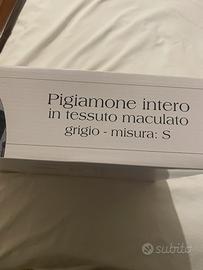 Pigiamone intero
in tessuto maculato
grigio - misura: S
subito